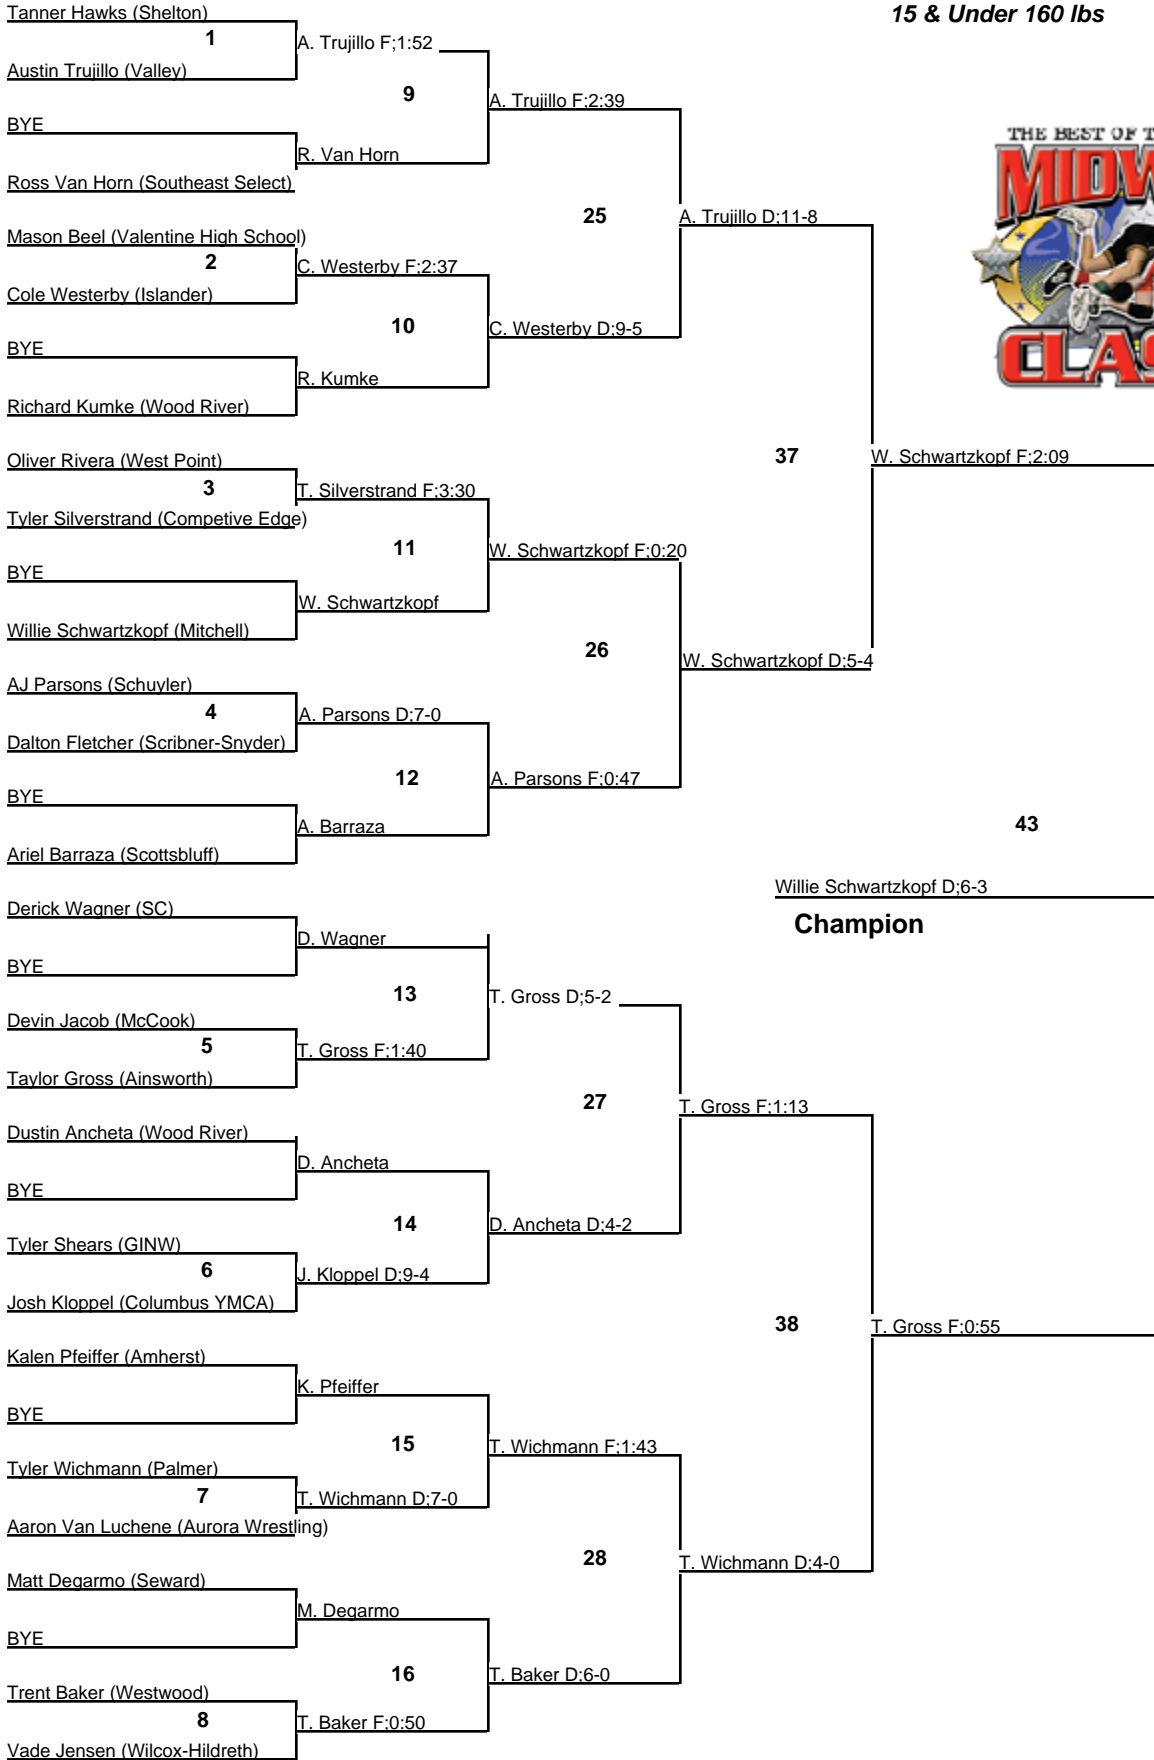 Tanner Hawks (Shelton)
15 & Under 160 lbs
1
A. Trujillo F;1:52
Austin Trujillo (Valley)
9
A. Trujillo F;2:39
BYE
R. Van Horn
Ross Van Horn (Southeast Select)
25
A. Trujillo D;11-8
Mason Beel (Valentine High School)
2
C. Westerby F;2:37
Cole Westerby (Islander)
10
C. Westerby D;9-5
BYE
R. Kumke
Richard Kumke (Wood River)
THE BEST OF T
MIDW
CLAS
37
W. Schwartzkopf F;2:09
Oliver Rivera (West Point)
3
T. Silverstrand F;3:30
Tyler Silverstrand (Competive Edge)
11
W. Schwartzkopf F;0:20
BYE
W. Schwartzkopf
Willie Schwartzkopf (Mitchell)
26
W. Schwartzkopf D;5-4
AJ Parsons (Schuyler)
4
A. Parsons D;7-0
Dalton Fletcher (Scribner-Snyder)
12
A. Parsons F;0:47
BYE
A. Barraza
Ariel Barraza (Scottsbluff)
43
Willie Schwartzkopf D;6-3
Champion
Derick Wagner (SC)
D. Wagner
BYE
13
T. Gross D;5-2
Devin Jacob (McCook)
5
T. Gross F;1:40
Taylor Gross (Ainsworth)
27
T. Gross F;1:13
Dustin Ancheta (Wood River)
D. Ancheta
BYE
14
D. Ancheta D;4-2
Tyler Shears (GINW)
6
J. Kloppel D;9-4
Josh Kloppel (Columbus YMCA)
38
T. Gross F;0:55
Kalen Pfeiffer (Amherst)
K. Pfeiffer
BYE
15
T. Wichmann F;1:43
Tyler Wichmann (Palmer)
7
T. Wichmann D;7-0
Aaron Van Luchene (Aurora Wrestling)
28
T. Wichmann D;4-0
Matt Degarmo (Seward)
M. Degarmo
BYE
16
T. Baker D;6-0
Trent Baker (Westwood)
8
T. Baker F;0:50
Vade Jensen (Wilcox-Hildreth)